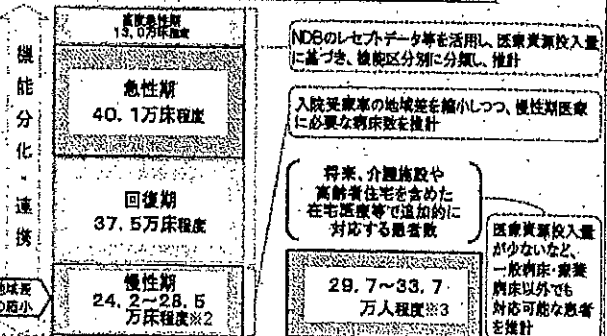 高度急性期
13.0万床程度
機能分化・連携
急性期
40.1万床程度
回復期
37.5万床程度
慢性期
24.2~28.5
万床程度※2
地域差
の縮小
NDBのレセプトデータ等を活用し、医療資源投入量
に基づき、機能区分別に分類し、推計
入院受療率の地域差を縮小しつつ、慢性期医療
に必要な病床数を推計
将来、介護施設や
高齢者住宅を含めた
在宅医療等で追加的に
対応する患者数
29.7~33.7
万人程度※3
医療資源投入量
が少ないなど、
一般病床・療養
病床以外でも
対応可能な患者
を推計